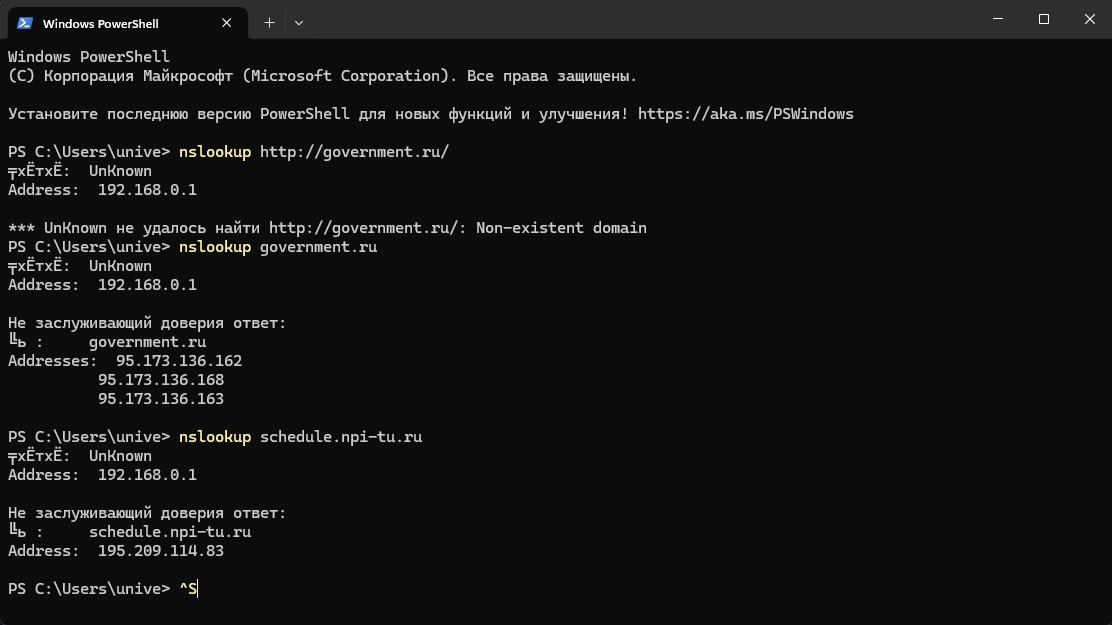 Windows PowerShell
Windows PowerShell
(C) Корпорация Майкрософт (Microsoft Corporation). Все права защищены.
Установите последнюю версию PowerShell для новых функций и улучшения! https://aka.ms/PSWindows
PS C:\Users\unive> nslookup http://government.ru/
╤хЁтхЁ:  UnKnown
Address:  192.168.0.1
*** UnKnown не удалось найти http://government.ru/: Non-existent domain
PS C:\Users\unive> nslookup government.ru
╤хЁтхЁ:  UnKnown
Address:  192.168.0.1
Не заслуживающий доверия ответ:
╚ь :     government.ru
Addresses:  95.173.136.162
          95.173.136.168
          95.173.136.163
PS C:\Users\unive> nslookup schedule.npi-tu.ru
╤хЁтхЁ:  UnKnown
Address:  192.168.0.1
Не заслуживающий доверия ответ:
╚ь :     schedule.npi-tu.ru
Address:  195.209.114.83
PS C:\Users\unive> ^S